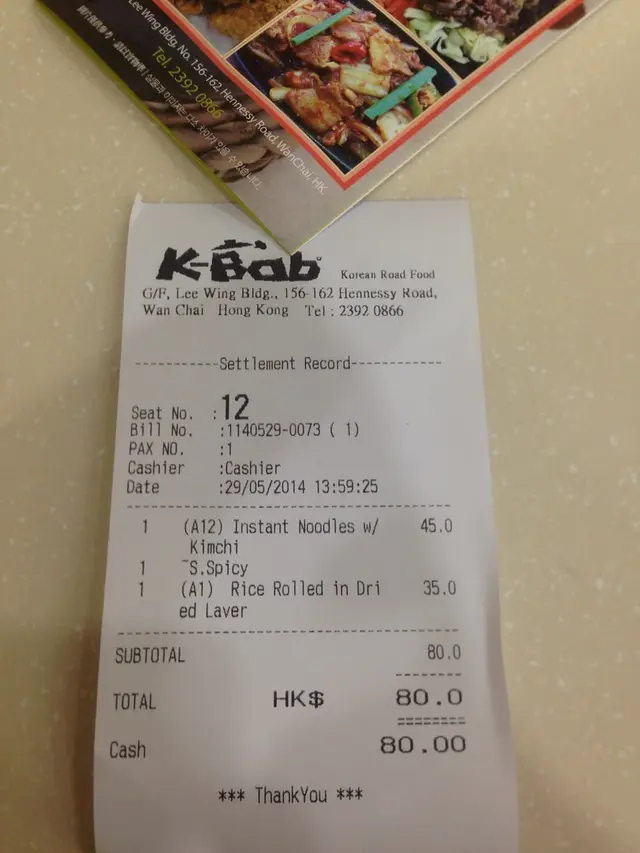 Lee Wing Bldg, No. 156-162, Hennessy Road, WanChai, HK.
Tel. 2392 0866
K-Bab Korean Road Food
G/F, Lee Wing Bldg., 156-162 Hennessy Road,
Wan Chai Hong Kong Tel : 2392 0866
-----------Settlement Record------------
Seat No. :12
Bill No. :1140529-0073 ( 1)
PAX NO. :1
Cashier :Cashier
Date :29/05/2014 13:59:25
1 (A12) Instant Noodles w/ 45.0
Kimchi
1 ~S.Spicy
1 (A1) Rice Rolled in Dri 35.0
ed Laver
SUBTOTAL 80.0
TOTAL HK$ 80.0
Cash 80.00
*** ThankYou ***